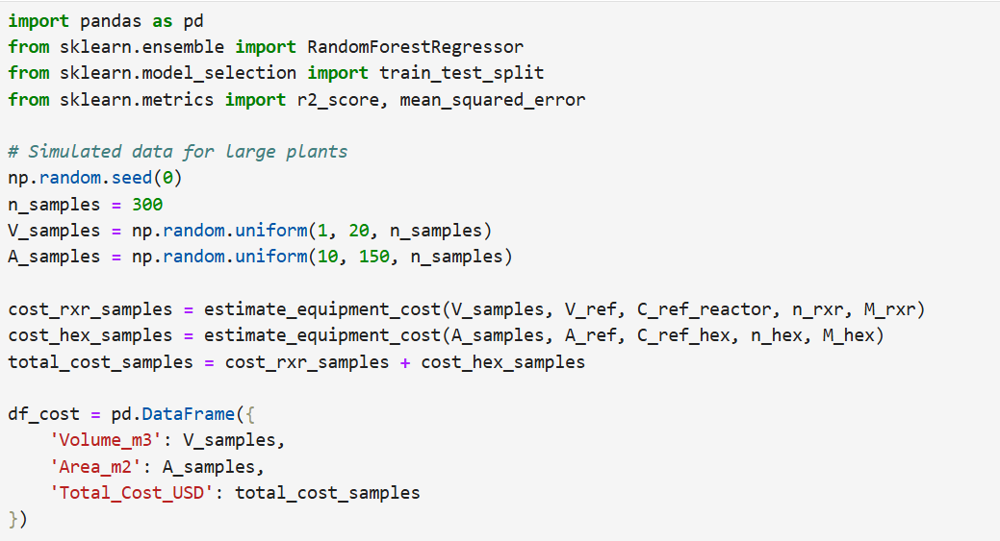 import pandas as pd
from sklearn.ensemble import RandomForestRegressor
from sklearn.model_selection import train_test_split
from sklearn.metrics import r2_score, mean_squared_error

# Simulated data for large plants
np.random.seed(0)
n_samples = 300
V_samples = np.random.uniform(1, 20, n_samples)
A_samples = np.random.uniform(10, 150, n_samples)

cost_rxr_samples = estimate_equipment_cost(V_samples, V_ref, C_ref_reactor, n_rxr, M_rxr)
cost_hex_samples = estimate_equipment_cost(A_samples, A_ref, C_ref_hex, n_hex, M_hex)
total_cost_samples = cost_rxr_samples + cost_hex_samples

df_cost = pd.DataFrame({
    'Volume_m3': V_samples,
    'Area_m2': A_samples,
    'Total_Cost_USD': total_cost_samples
})